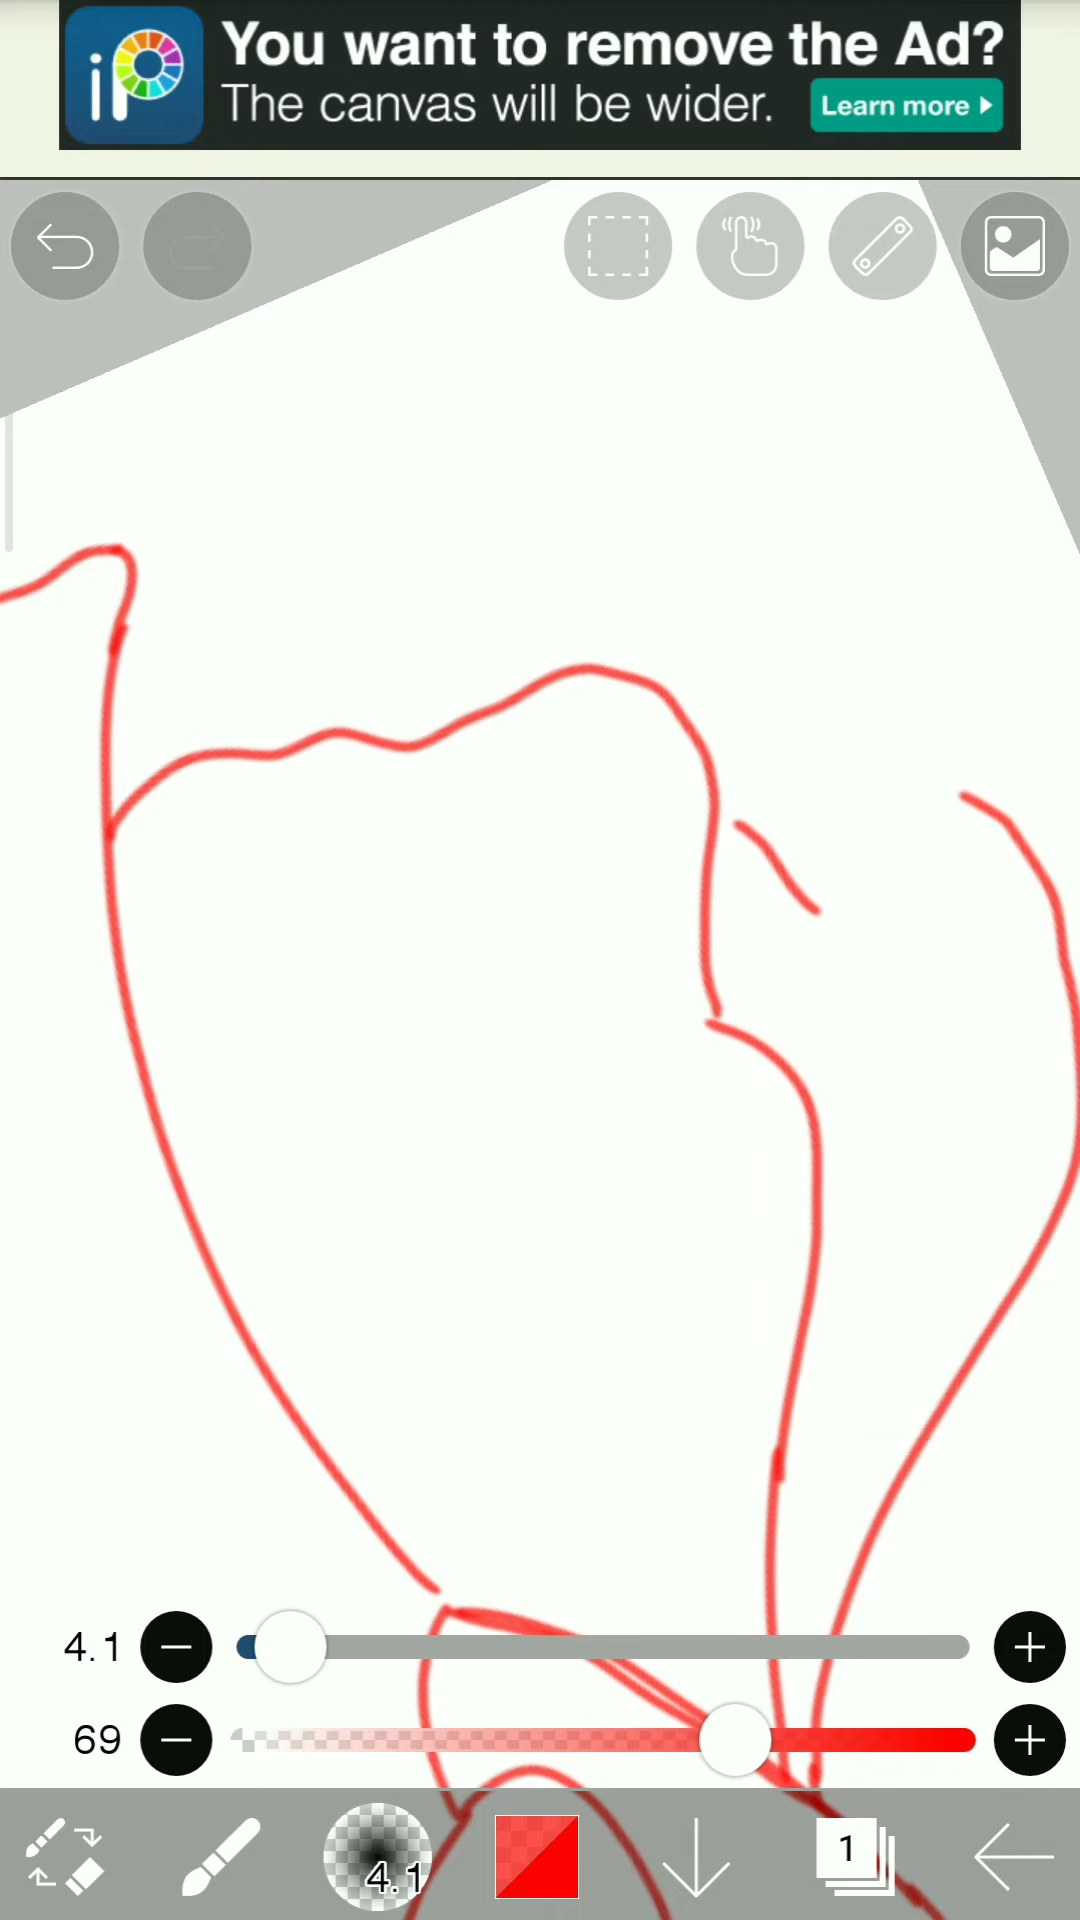 iP
You want to remove the Ad?
The canvas will be wider.
Learn more
4.1
69
4.1
1